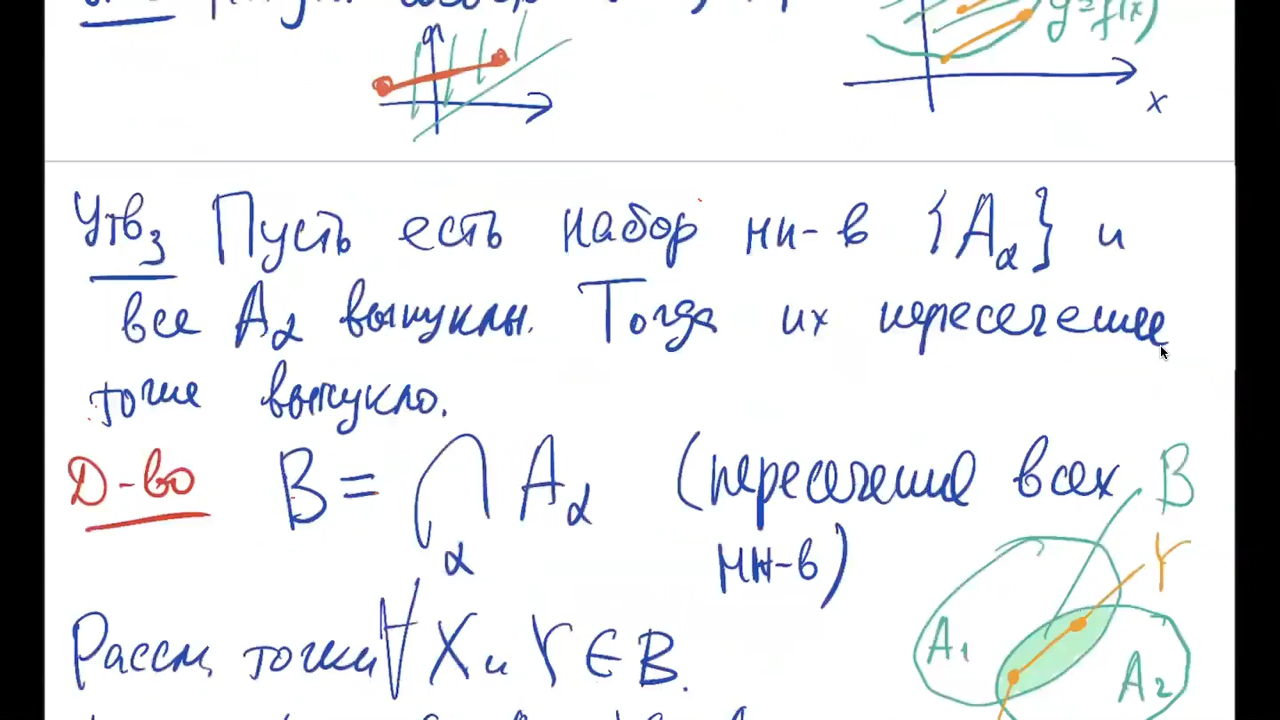 y=f(x)
x
Утв3 Пусть есть набор мн-в {Aα} и
все Aα выпуклы. Тогда их пересечение
тоже выпукло.
Д-во B = ⋂ Aα (пересечение всех
α
мн-в)
B
Y
A1
A2
Рассм. точки ∀ X и Y ∈ B.